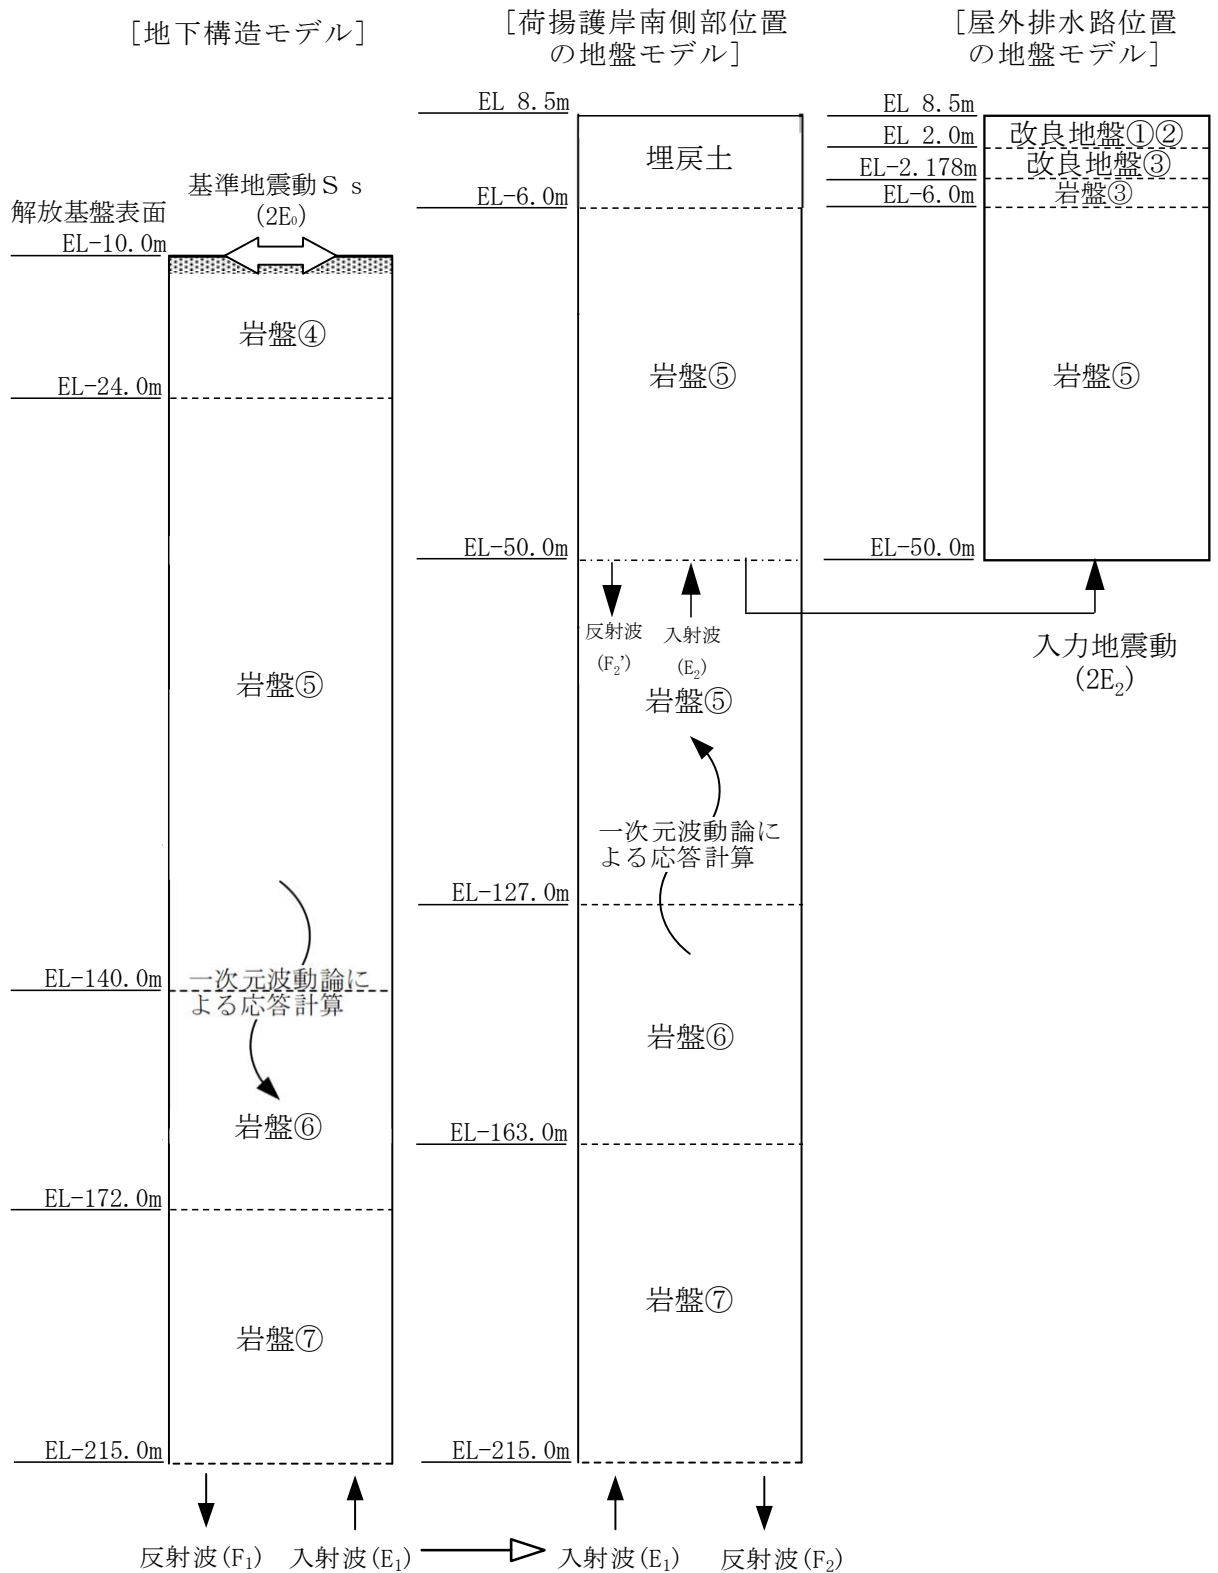 [地下構造モデル]
基準地震動Ｓｓ
(2E₀)
解放基盤表面
EL-10.0m
岩盤④
EL-24.0m
岩盤⑤
EL-140.0m
一次元波動論に
よる応答計算
岩盤⑥
EL-172.0m
岩盤⑦
EL-215.0m
反射波(F₁)
入射波(E₁)
[荷揚護岸南側部位置
の地盤モデル]
EL 8.5m
埋戻土
EL-6.0m
岩盤⑤
EL-50.0m
反射波
(F₂’)
入射波
(E₂)
岩盤⑤
一次元波動論に
よる応答計算
EL-127.0m
岩盤⑥
EL-163.0m
岩盤⑦
EL-215.0m
入射波(E₁)
反射波(F₂)
[屋外排水路位置
の地盤モデル]
EL 8.5m
改良地盤①②
EL 2.0m
改良地盤③
EL-2.178m
岩盤③
EL-6.0m
岩盤⑤
EL-50.0m
入力地震動
(2E₂)